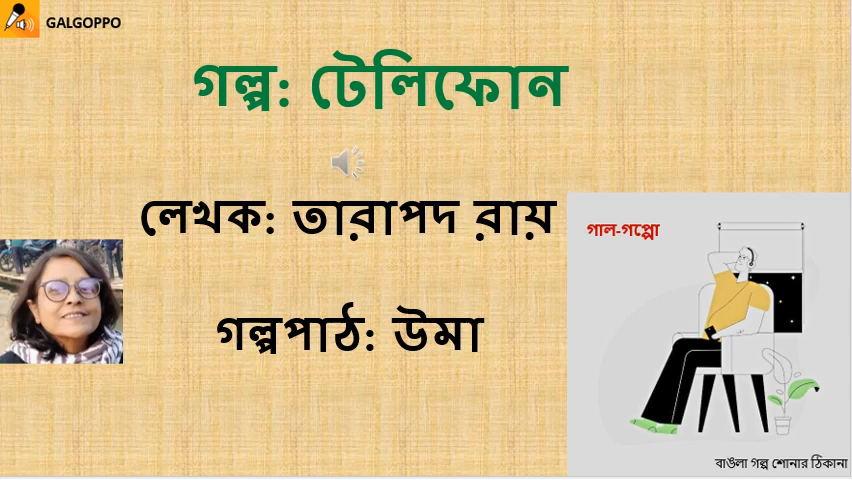 GALGOPPO
গল্প: টেলিফোন
লেখক: তারাপদ রায়
গাল-গপ্পো
গল্পপাঠ: উমা
বাঙলা গল্প শোনার ঠিকানা